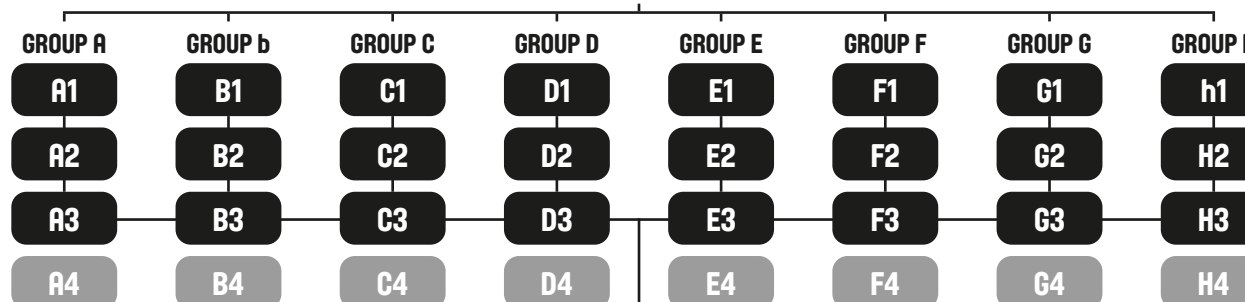 GROUP A GROUP b GROUP C GROUP D GROUP E GROUP F GROUP G GROUP
A1 B1 C1 D1 E1 F1 G1 h1
A2 B2 C2 D2 E2 F2 G2 H2
A3 B3 C3 D3 E3 F3 G3 H3
A4 B4 C4 D4 E4 F4 G4 H4